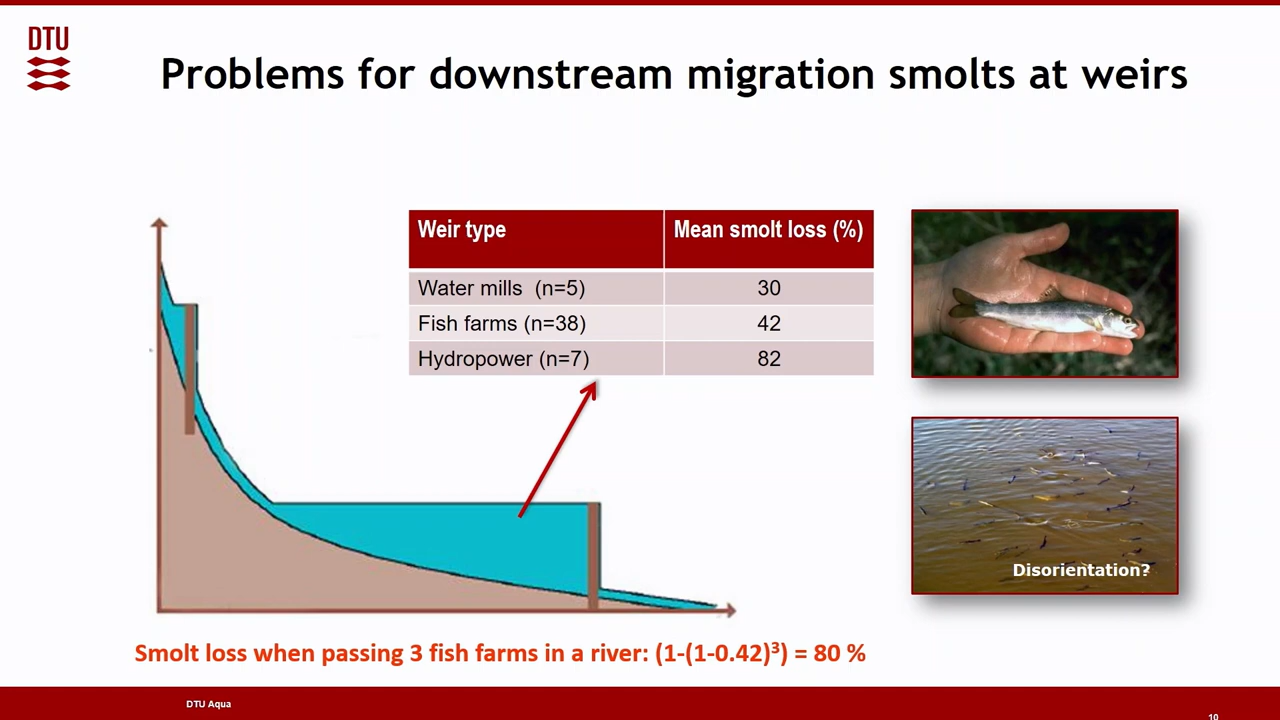 DTU
Problems for downstream migration smolts at weirs
Weir type Mean smolt loss (%)
Water mills (n=5) 30
Fish farms (n=38) 42
Hydropower (n=7) 82
Disorientation?
Smolt loss when passing 3 fish farms in a river: (1-(1-0.42)³) = 80 %
DTU Aqua
10